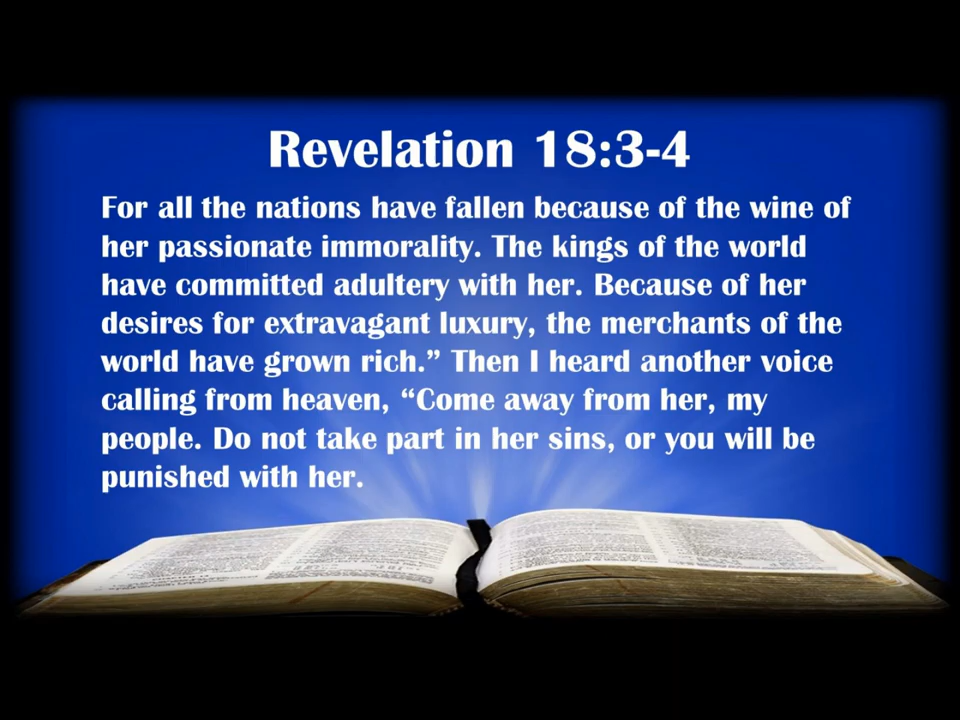 Revelation 18:3-4
For all the nations have fallen because of the wine of
her passionate immorality. The kings of the world
have committed adultery with her. Because of her
desires for extravagant luxury, the merchants of the
world have grown rich.” Then I heard another voice
calling from heaven, “Come away from her, my
people. Do not take part in her sins, or you will be
punished with her.